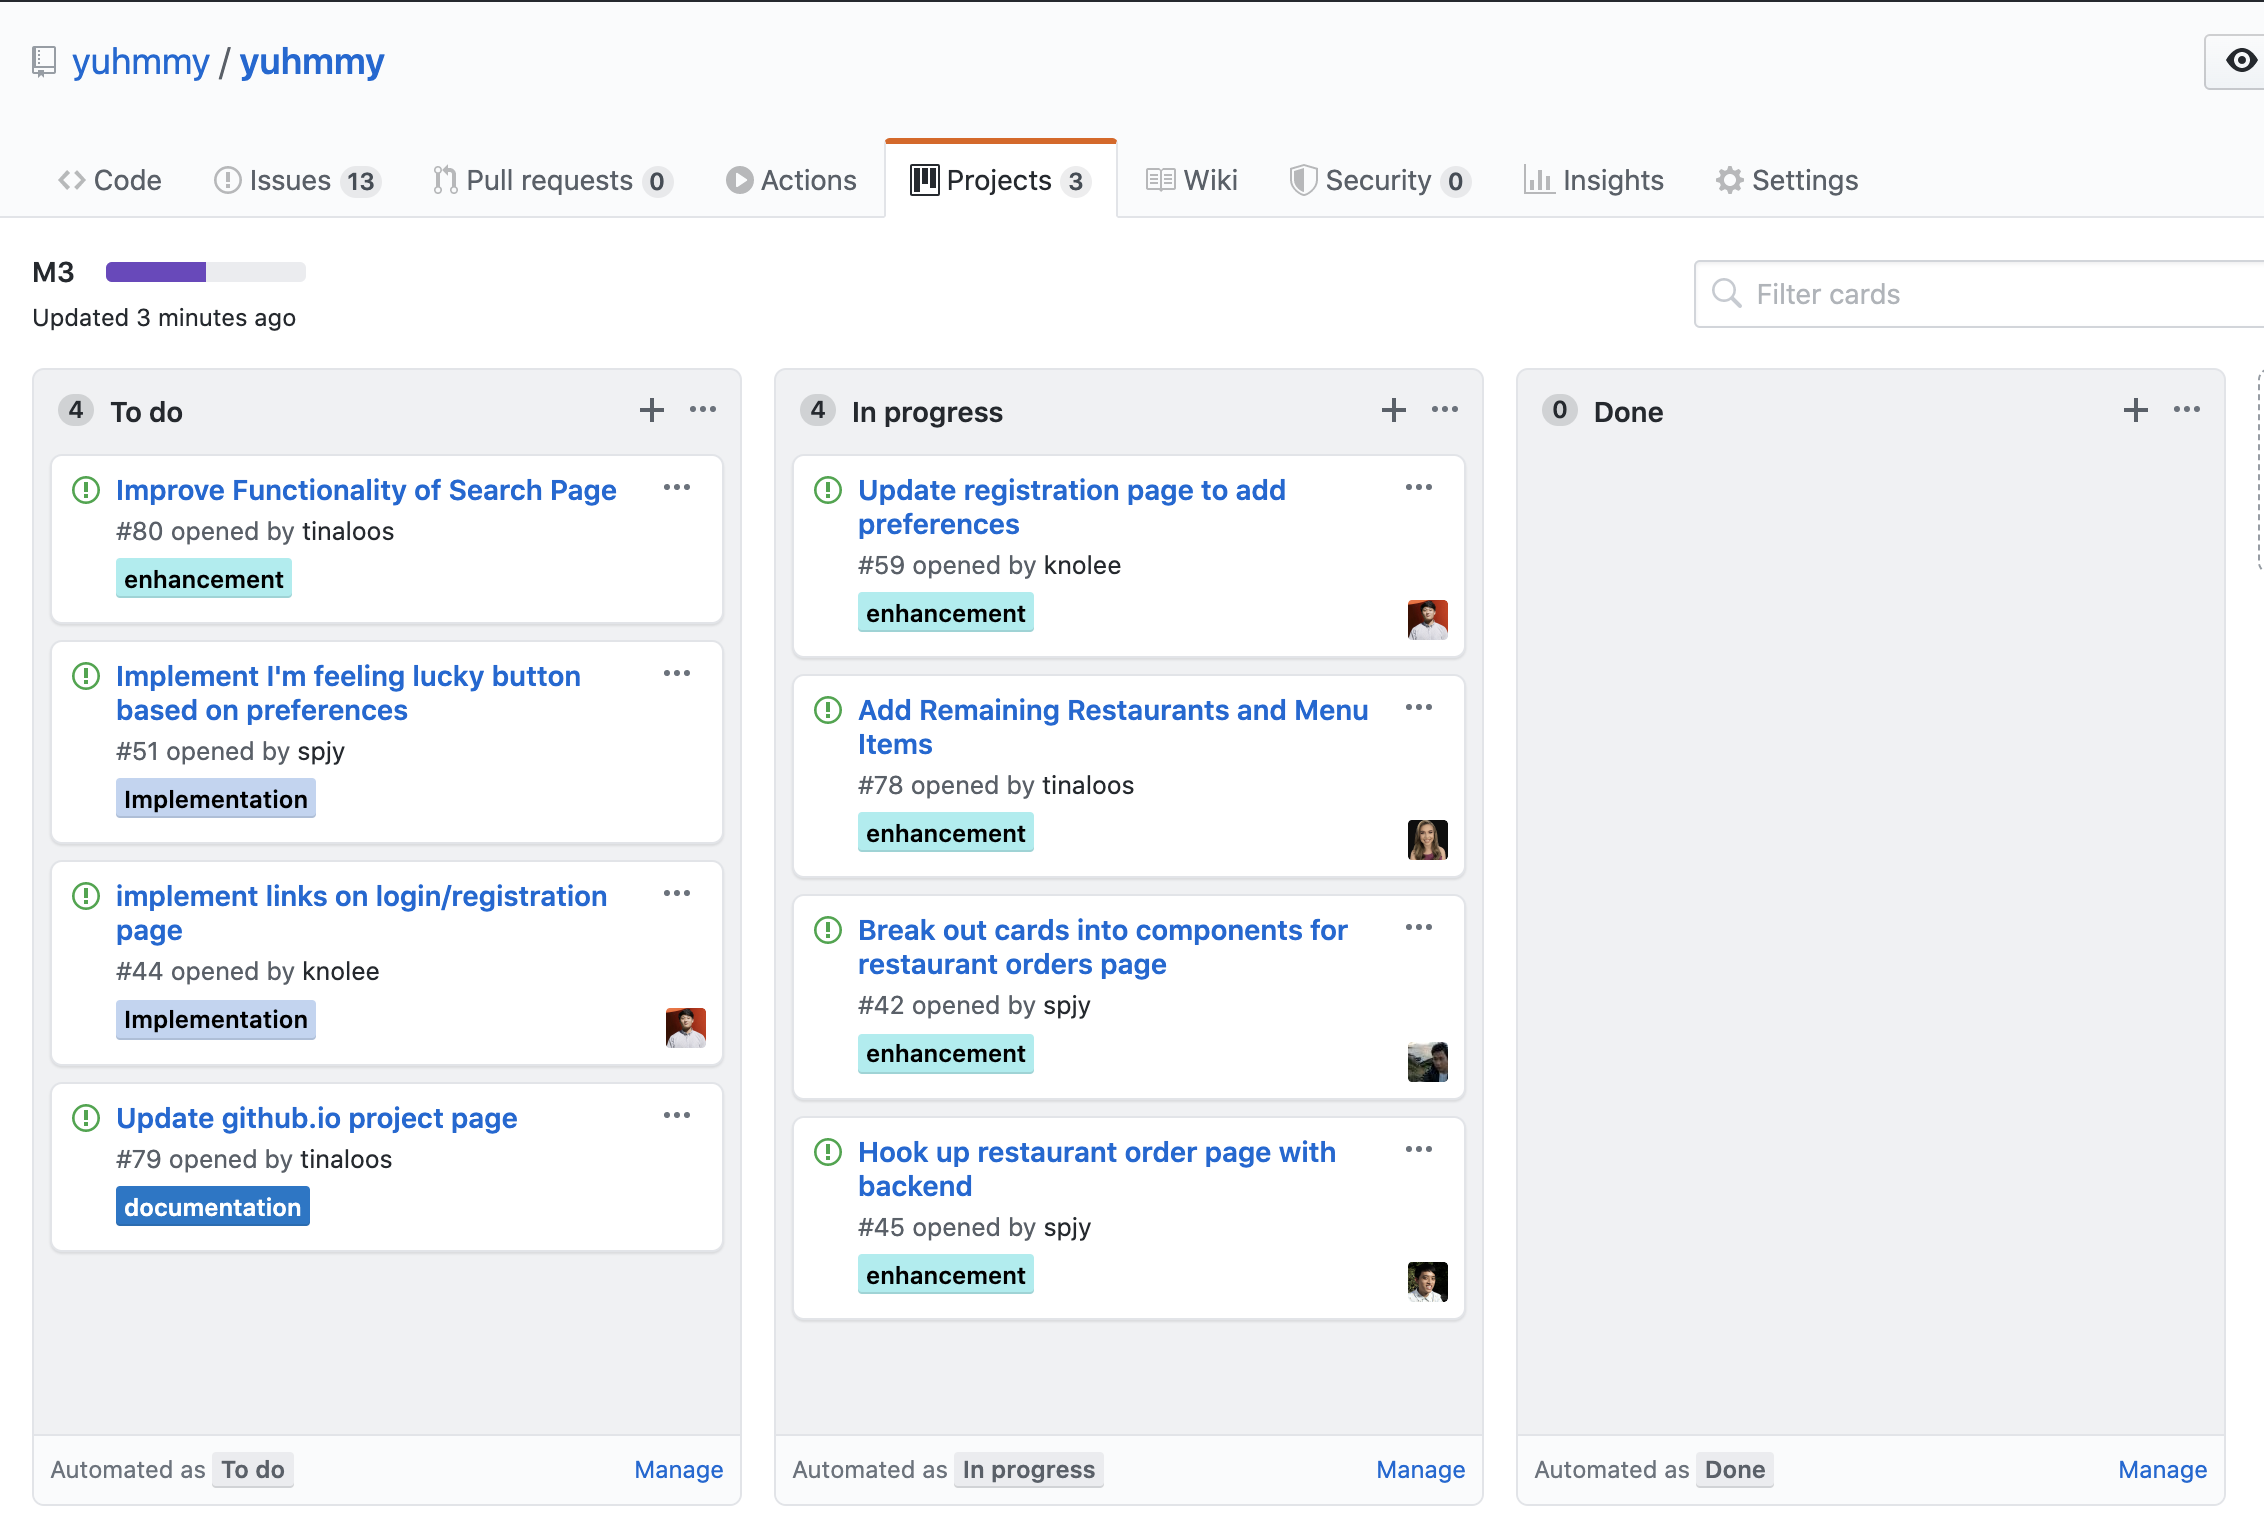 yuhmmy / yuhmmy
Code Issues 13 Pull requests 0 Actions Projects 3 Wiki Security 0 Insights Settings
M3
Updated 3 minutes ago
Filter cards
4 To do
Improve Functionality of Search Page
#80 opened by tinaloos
enhancement
Implement I'm feeling lucky button
based on preferences
#51 opened by spjy
Implementation
implement links on login/registration
page
#44 opened by knolee
Implementation
Update github.io project page
#79 opened by tinaloos
documentation
Automated as To do Manage
4 In progress
Update registration page to add
preferences
#59 opened by knolee
enhancement
Add Remaining Restaurants and Menu
Items
#78 opened by tinaloos
enhancement
Break out cards into components for
restaurant orders page
#42 opened by spjy
enhancement
Hook up restaurant order page with
backend
#45 opened by spjy
enhancement
Automated as In progress Manage
0 Done
Automated as Done Manage